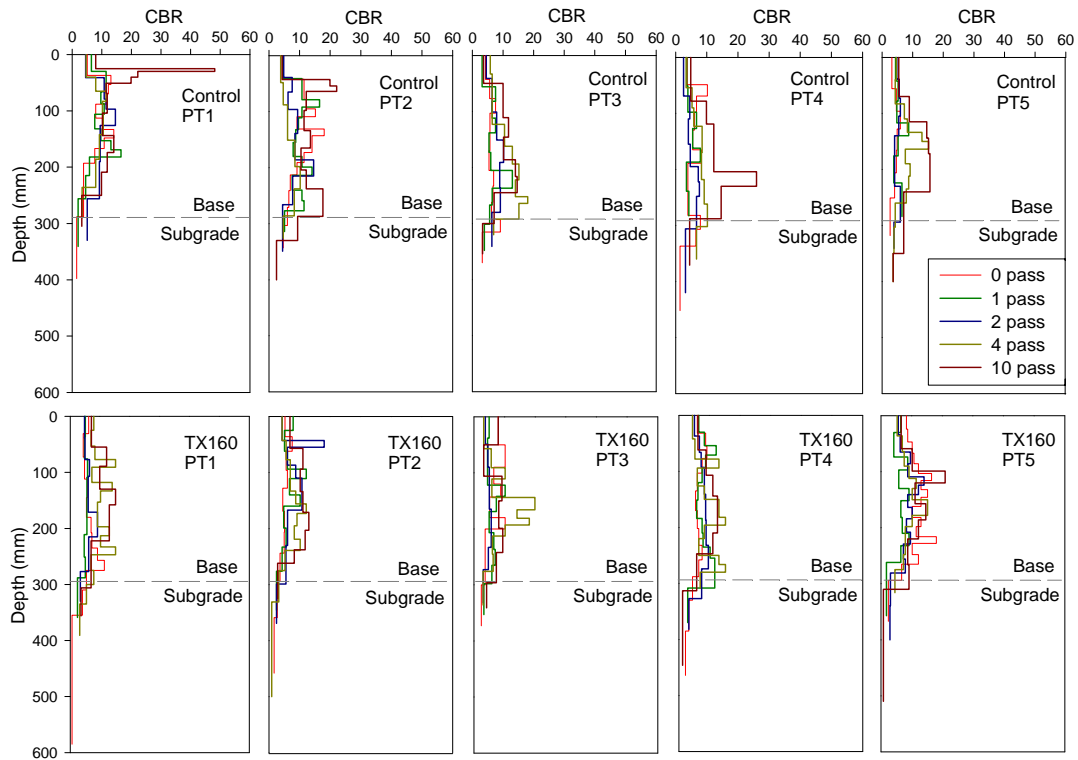 CBR CBR CBR CBR CBR
0 10 20 30 40 50 60 0 10 20 30 40 50 60 0 10 20 30 40 50 60 0 10 20 30 40 50 60 0 10 20 30 40 50 60
0
100
200
300
400
500
600
Depth (mm)
Control
PT1
Base
Subgrade
Control
PT2
Base
Subgrade
Control
PT3
Base
Subgrade
Control
PT4
Base
Subgrade
Control
PT5
Base
Subgrade
0 pass
1 pass
2 pass
4 pass
10 pass
0
100
200
300
400
500
600
Depth (mm)
TX160
PT1
Base
Subgrade
TX160
PT2
Base
Subgrade
TX160
PT3
Base
Subgrade
TX160
PT4
Base
Subgrade
TX160
PT5
Base
Subgrade